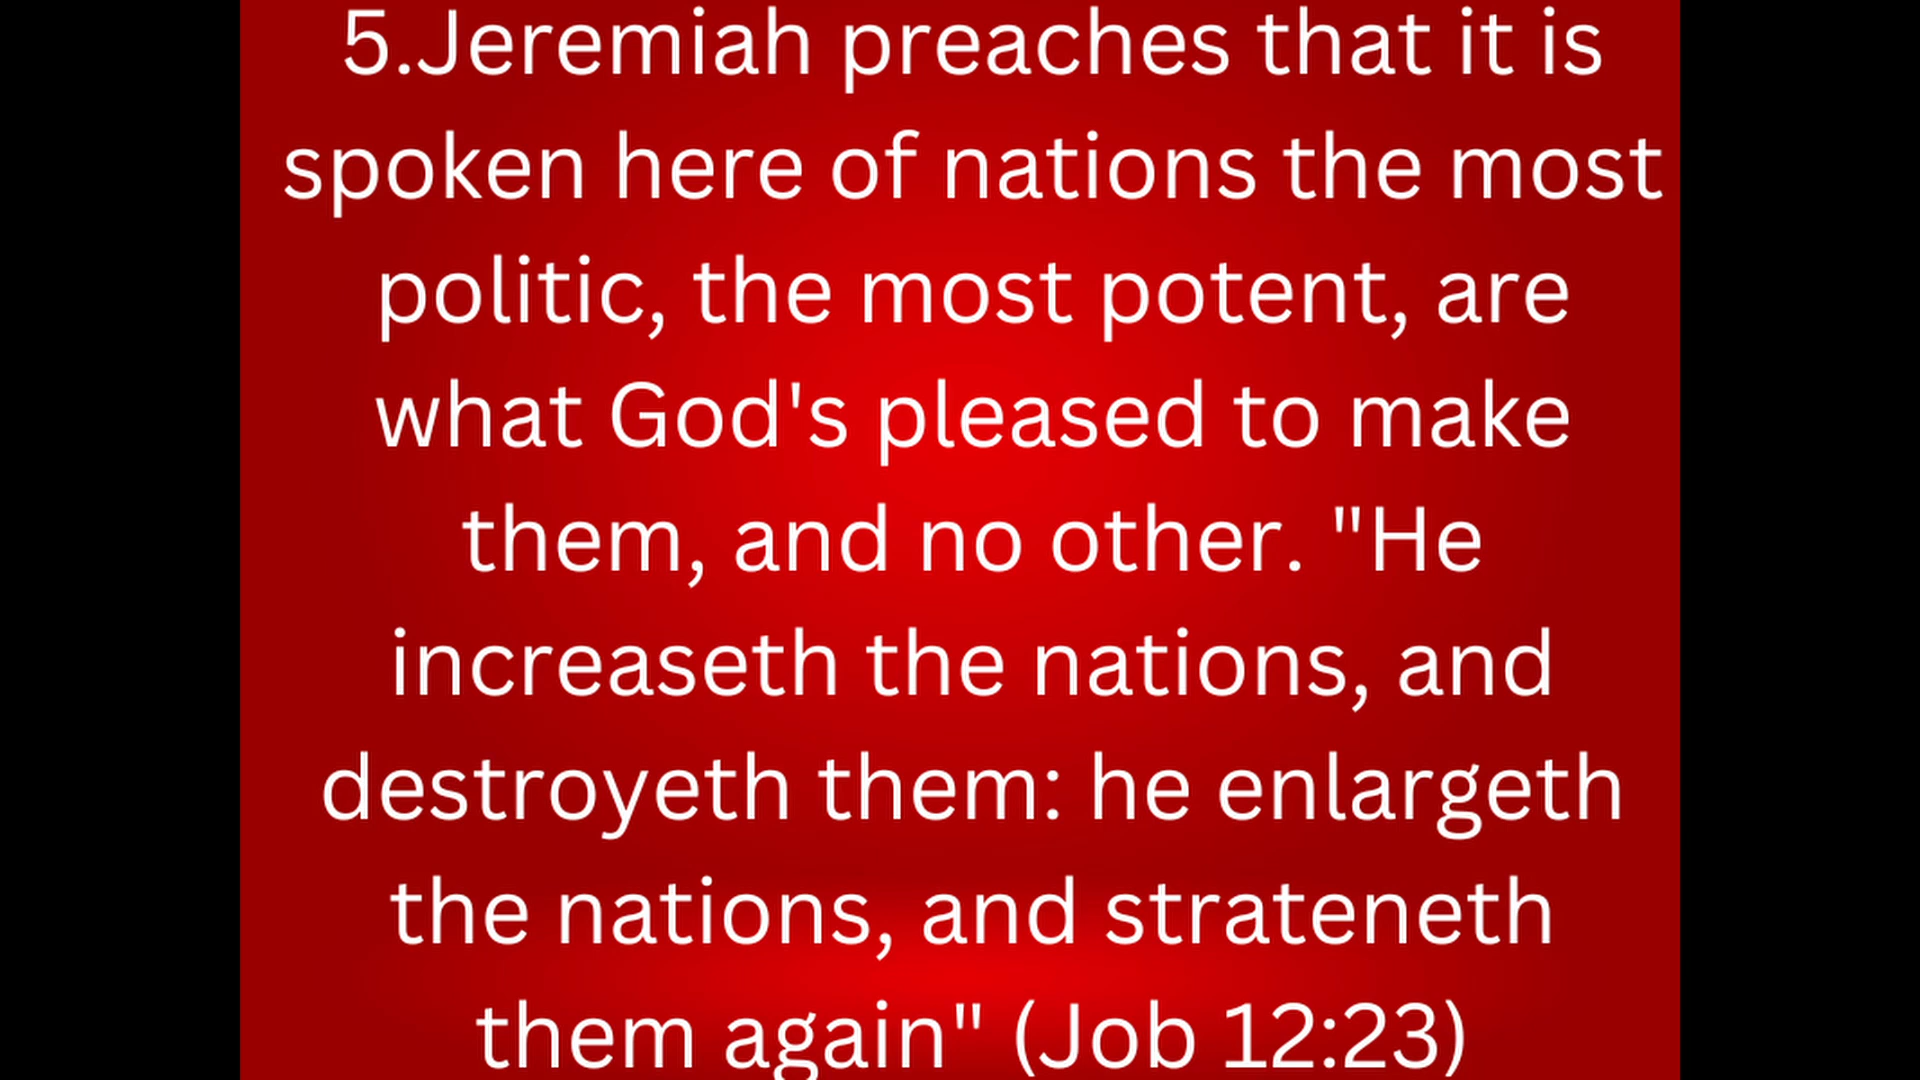 5.Jeremiah preaches that it is
spoken here of nations the most
politic, the most potent, are
what God's pleased to make
them, and no other. "He
increaseth the nations, and
destroyeth them: he enlargeth
the nations, and strateneth
them again" (Job 12:23)